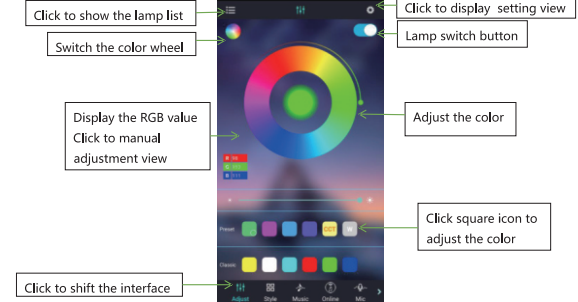 Click to show the lamp list
Click to display setting view
Switch the color wheel
Lamp switch button
Display the RGB value
Click to manual
adjustment view
Adjust the color
R
G
B
Preset
CCT
W
Click square icon to
adjust the color
Classic
Click to shift the interface
Adjust
Style
Music
Online
Mic